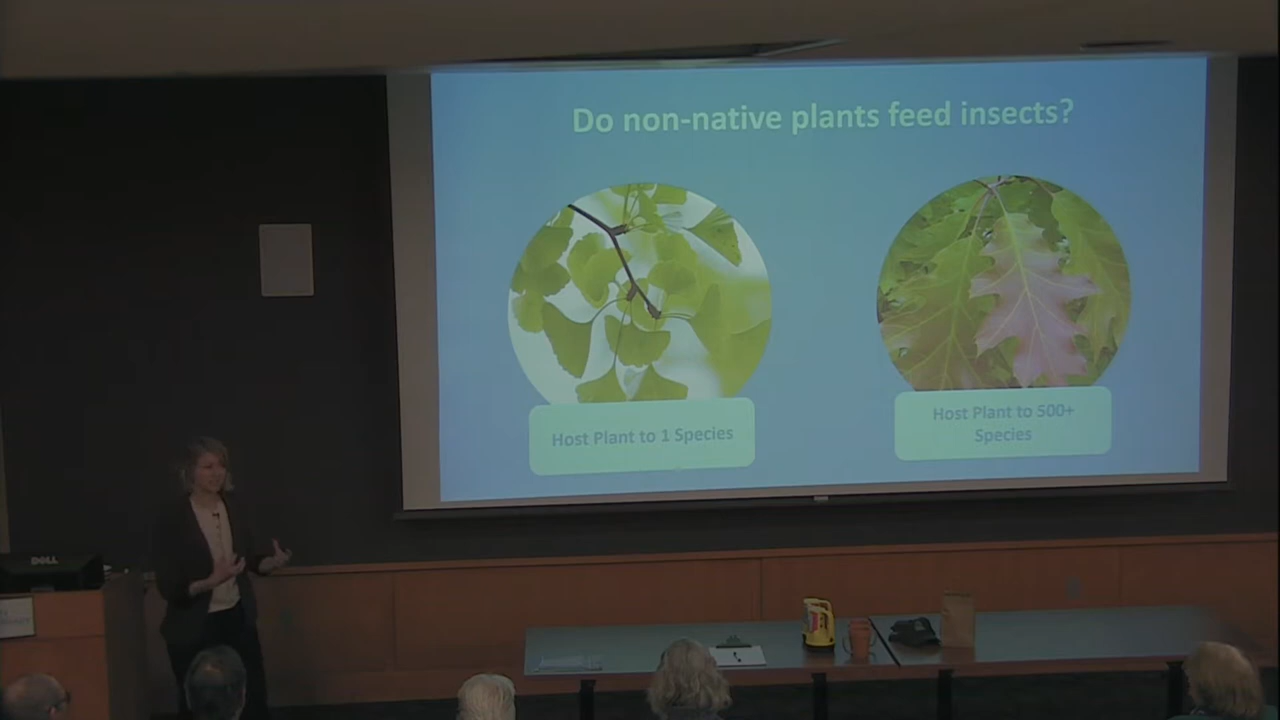 Do non-native plants feed insects?
Host Plant to 1 Species
Host Plant to 500+
Species
DELL